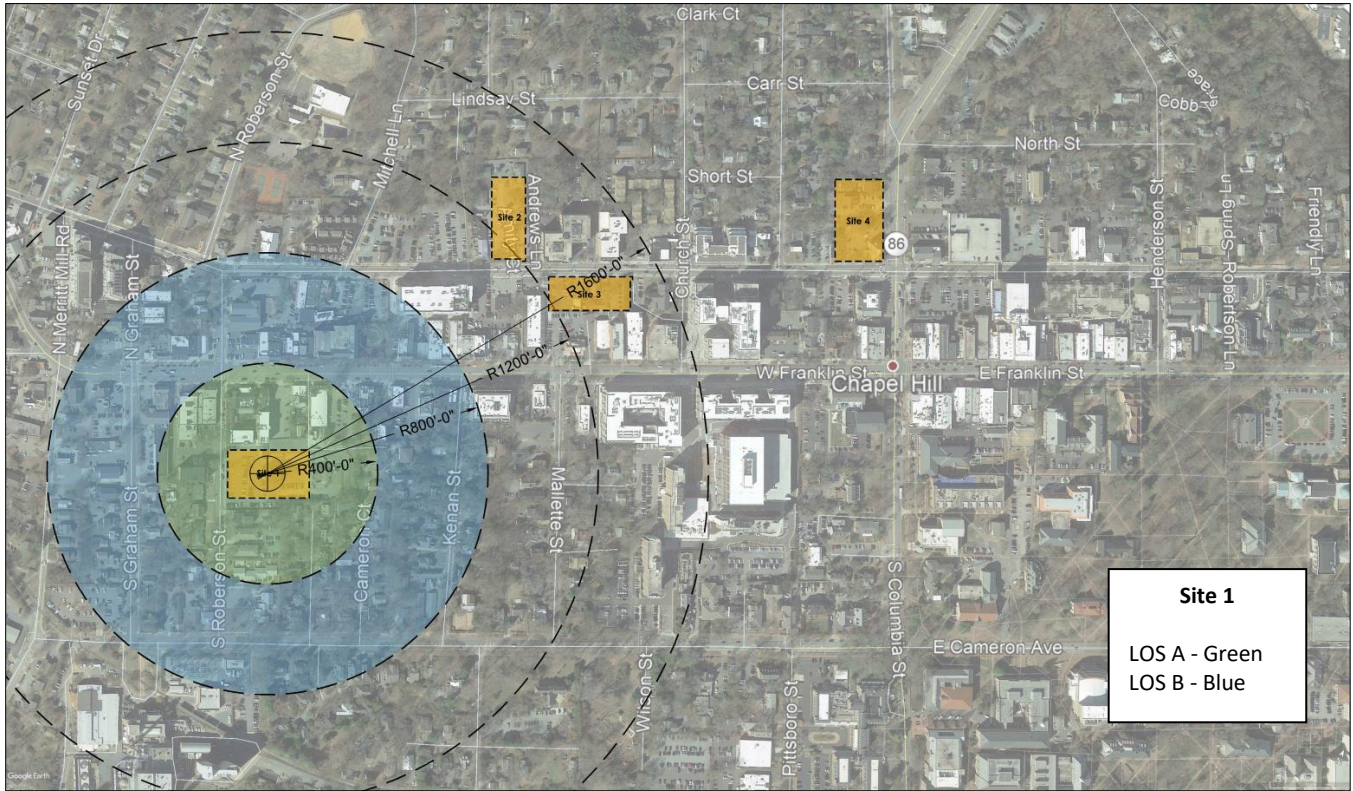 Clark Ct
Sunset Dr
N Roberson St
Carr St
Lindsay St
Terrace
Cobb
Mitchell Ln
North St
Short St
Andrews Ln
Site 2
Site 4
Henderson St
Spring-Roberson Ln
Friendly Ln
N Merritt Mill Rd
N Graham St
Church St
86
R1600'-0"
Site 3
R1200'-0"
W Franklin St
E Franklin St
Chapel Hill
R800'-0"
R400'-0"
Kenan St
Mallette St
S Graham St
S Roberson St
Cameron Ct
S Columbia St
E Cameron Ave
Wilson St
Pittsboro St
Site 1
LOS A - Green
LOS B - Blue
Google Earth